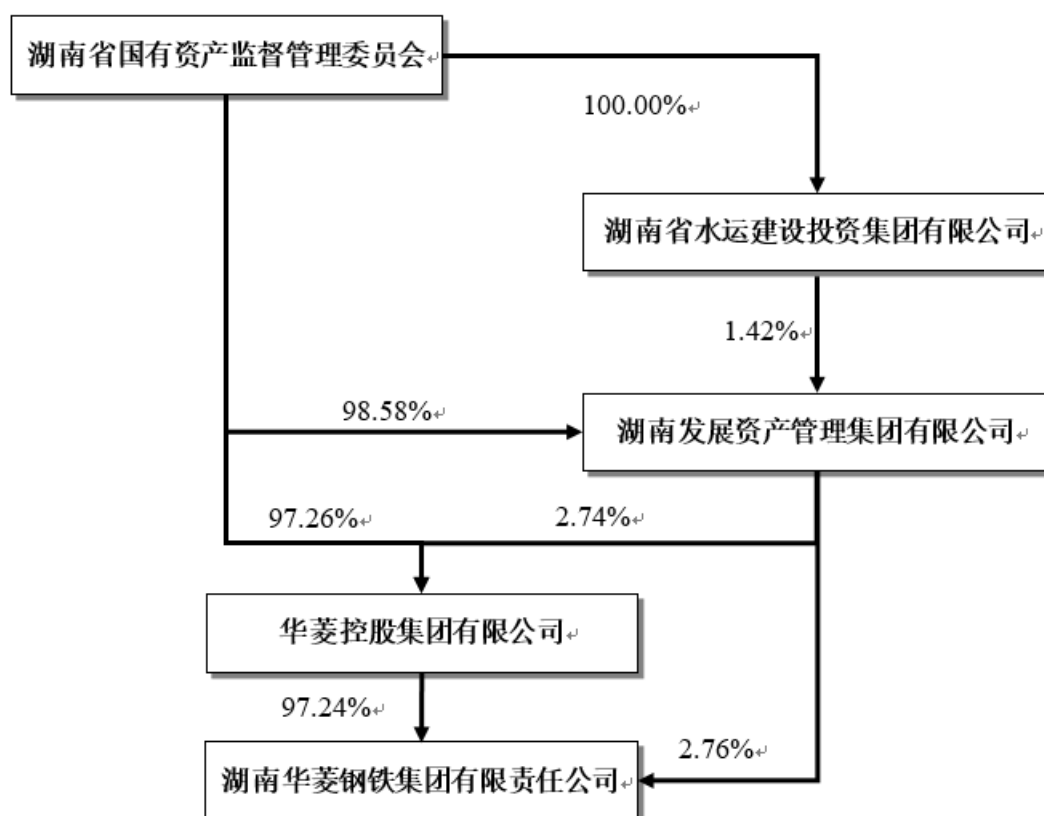 湖南省国有资产监督管理委员会
100.00%
湖南省水运建设投资集团有限公司
1.42%
98.58%
湖南发展资产管理集团有限公司
97.26%
2.74%
华菱控股集团有限公司
97.24%
2.76%
湖南华菱钢铁集团有限责任公司